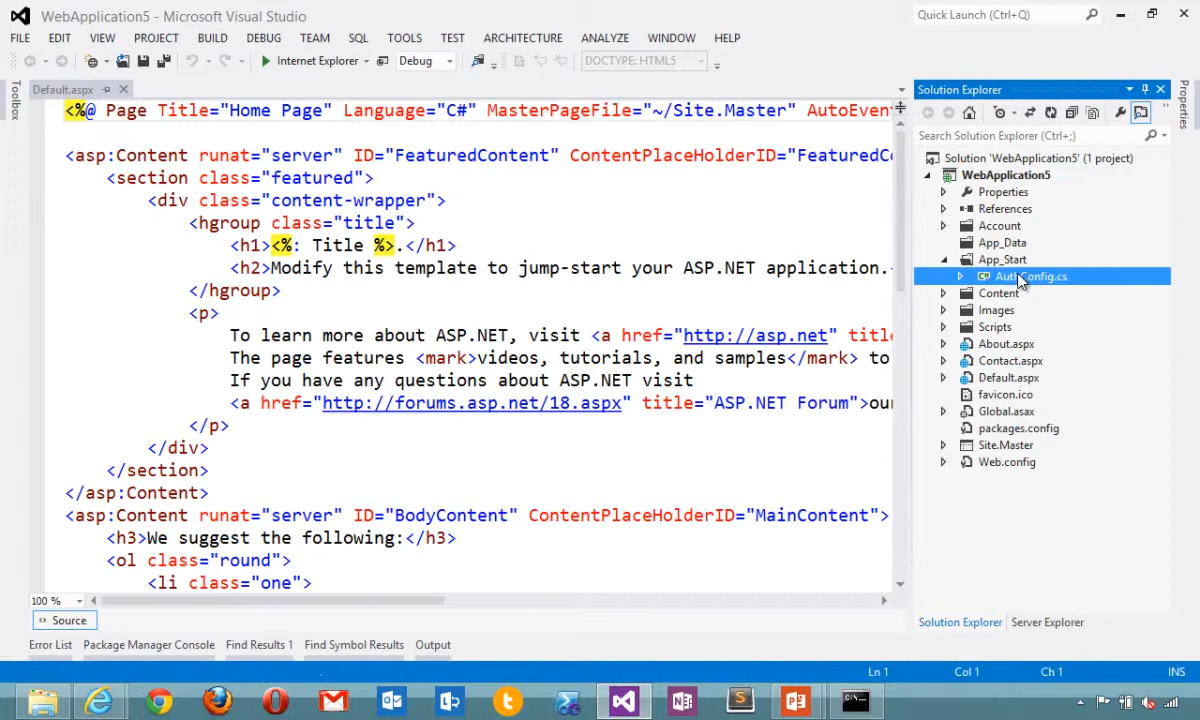 WebApplication5 - Microsoft Visual Studio
Quick Launch (Ctrl+Q)
FILE EDIT VIEW PROJECT BUILD DEBUG TEAM SQL TOOLS TEST ARCHITECTURE ANALYZE WINDOW HELP
Internet Explorer Debug DOCTYPE: HTML5
Toolbox
Default.aspx
<%@ Page Title="Home Page" Language="C#" MasterPageFile="~/Site.Master" AutoEven
<asp:Content runat="server" ID="FeaturedContent" ContentPlaceHolderID="FeaturedCo
<section class="featured">
<div class="content-wrapper">
<hgroup class="title">
<h1><%: Title %>.</h1>
<h2>Modify this template to jump-start your ASP.NET application.
</hgroup>
<p>
To learn more about ASP.NET, visit <a href="http://asp.net" titl
The page features <mark>videos, tutorials, and samples</mark> to
If you have any questions about ASP.NET visit
<a href="http://forums.asp.net/18.aspx" title="ASP.NET Forum">ou
</p>
</div>
</section>
</asp:Content>
<asp:Content runat="server" ID="BodyContent" ContentPlaceHolderID="MainContent">
<h3>We suggest the following:</h3>
<ol class="round">
<li class="one">
100 %
Source
Solution Explorer
Search Solution Explorer (Ctrl+;)
Solution 'WebApplication5' (1 project)
WebApplication5
Properties
References
Account
App_Data
App_Start
AuthConfig.cs
Content
Images
Scripts
About.aspx
Contact.aspx
Default.aspx
favicon.ico
Global.asax
packages.config
Site.Master
Web.config
Solution Explorer Server Explorer
Properties
Error List Package Manager Console Find Results 1 Find Symbol Results Output
Ln 1 Col 1 Ch 1 INS